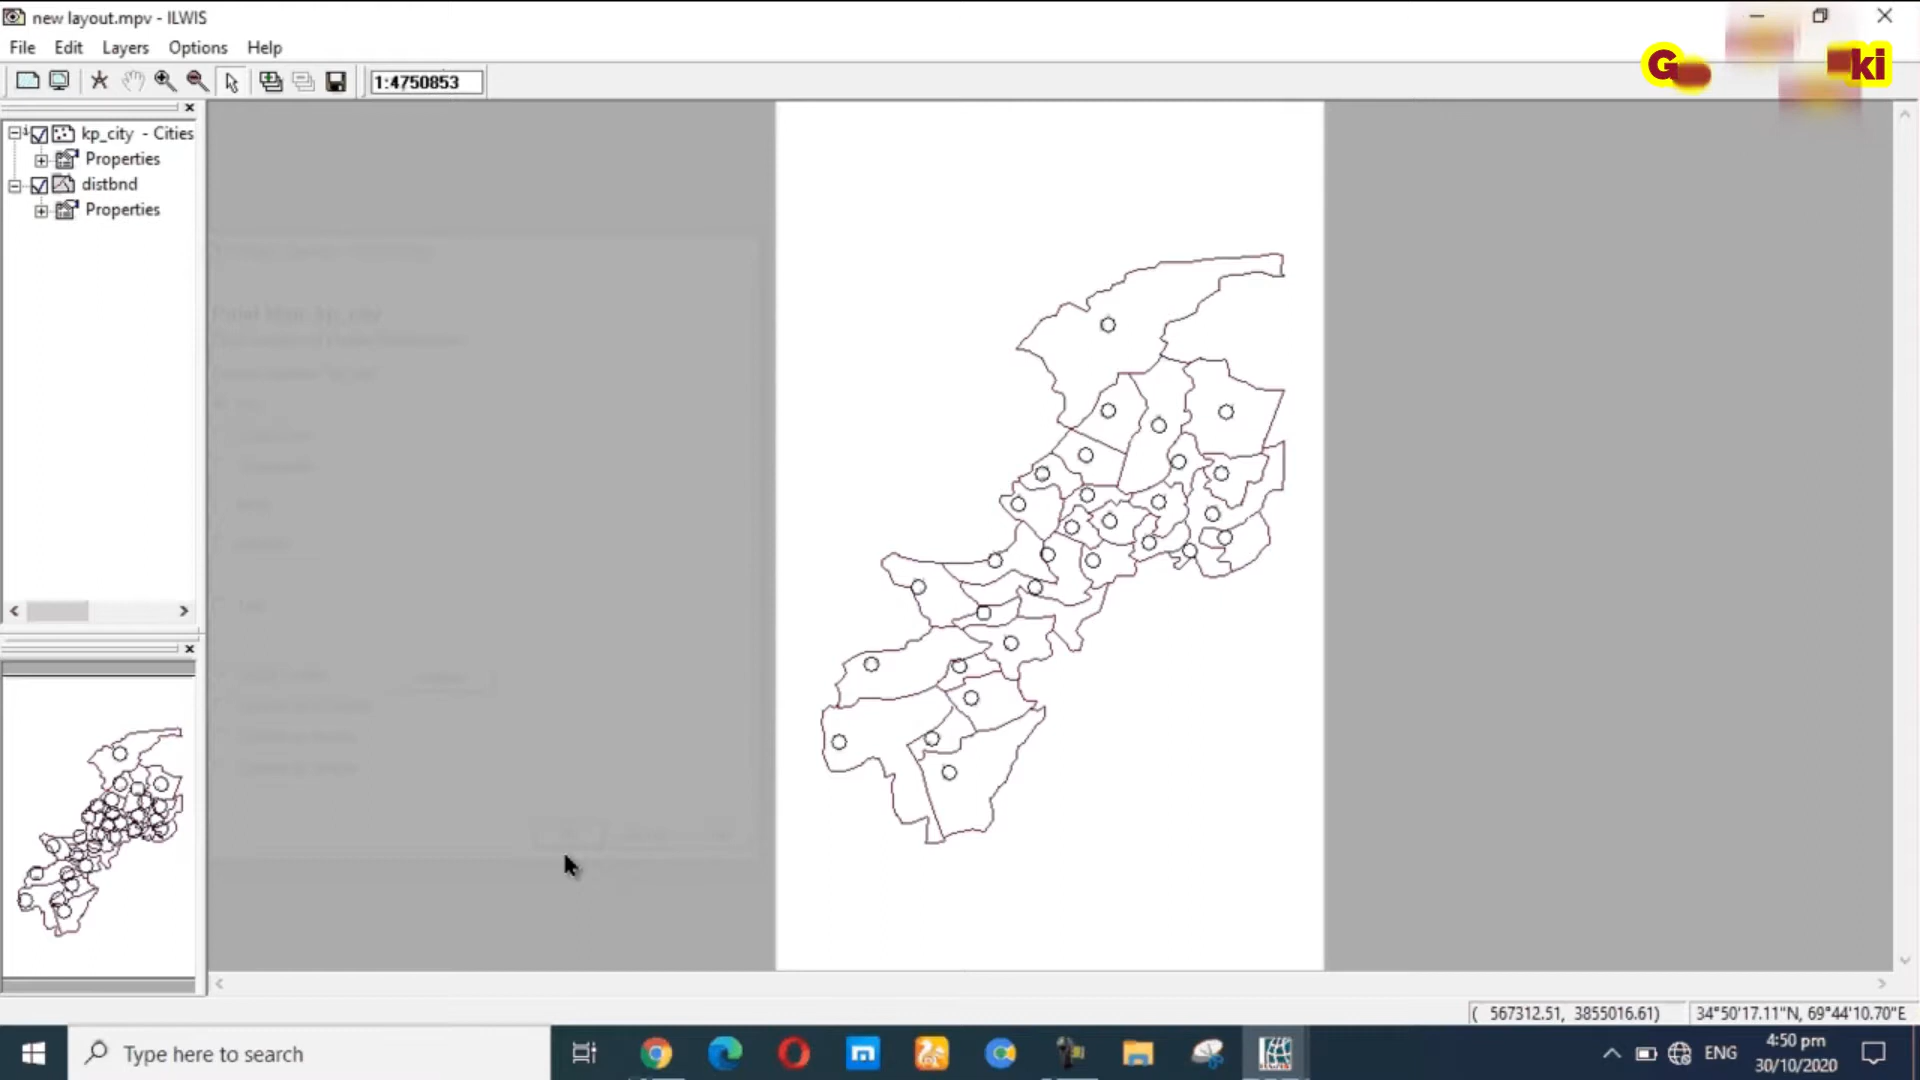 new layout.mpv - ILWIS
File Edit Layers Options Help
1:4750853
kp_city - Cities
Properties
distbnd
Properties
G ki
( 567312.51, 3855016.61) 34°50'17.11"N, 69°44'10.70"E
Type here to search
ENG
4:50 pm
30/10/2020